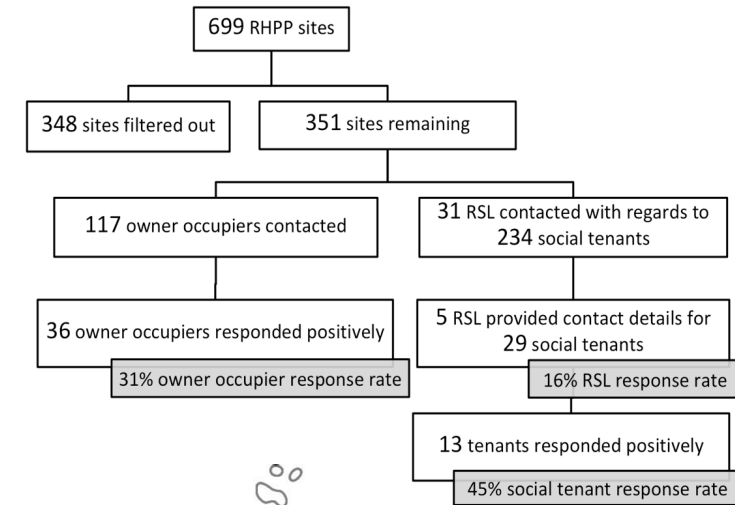 699 RHPP sites
348 sites filtered out
351 sites remaining
117 owner occupiers contacted
31 RSL contacted with regards to
234 social tenants
36 owner occupiers responded positively
31% owner occupier response rate
5 RSL provided contact details for
29 social tenants
16% RSL response rate
13 tenants responded positively
45% social tenant response rate